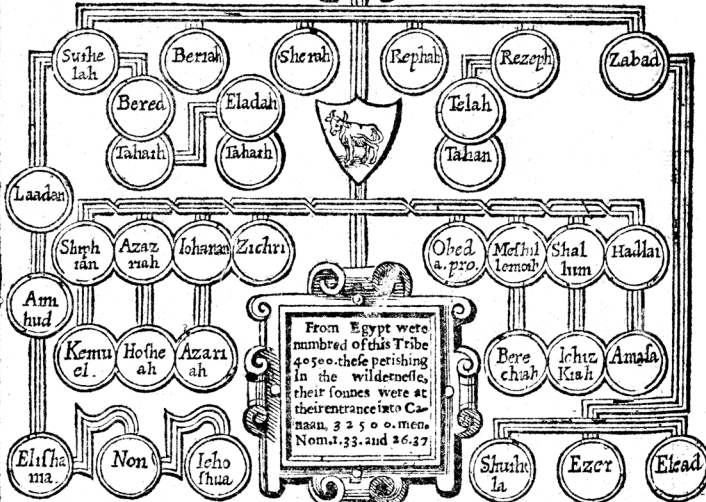 Suthe
lah
Beriah
Sherah
Rephah
Rezeph
Zabad
Bered
Eladah
Telah
Tahath
Tahath
Tahan
Laadan
Shiph
tan
Azaz
riah
Iohanan
Zichri
Obed
a.pro.
Meshil
lemoth
Shal
lum
Hadlai
Am
hud
Kemu
el.
Hoshe
ah
Azari
ah
Bere
chiah
Iehiz
Kiah
Amasa
From Egypt were
numbred of this Tribe
40500. these perishing
in the wildernesse,
their sonnes were at
their entrance into Ca-
naan, 32500. men.
Nom.1.33. and 26.37
Elisha
ma.
Non
Ieho
shua
Shuthe
la
Ezer
Elead